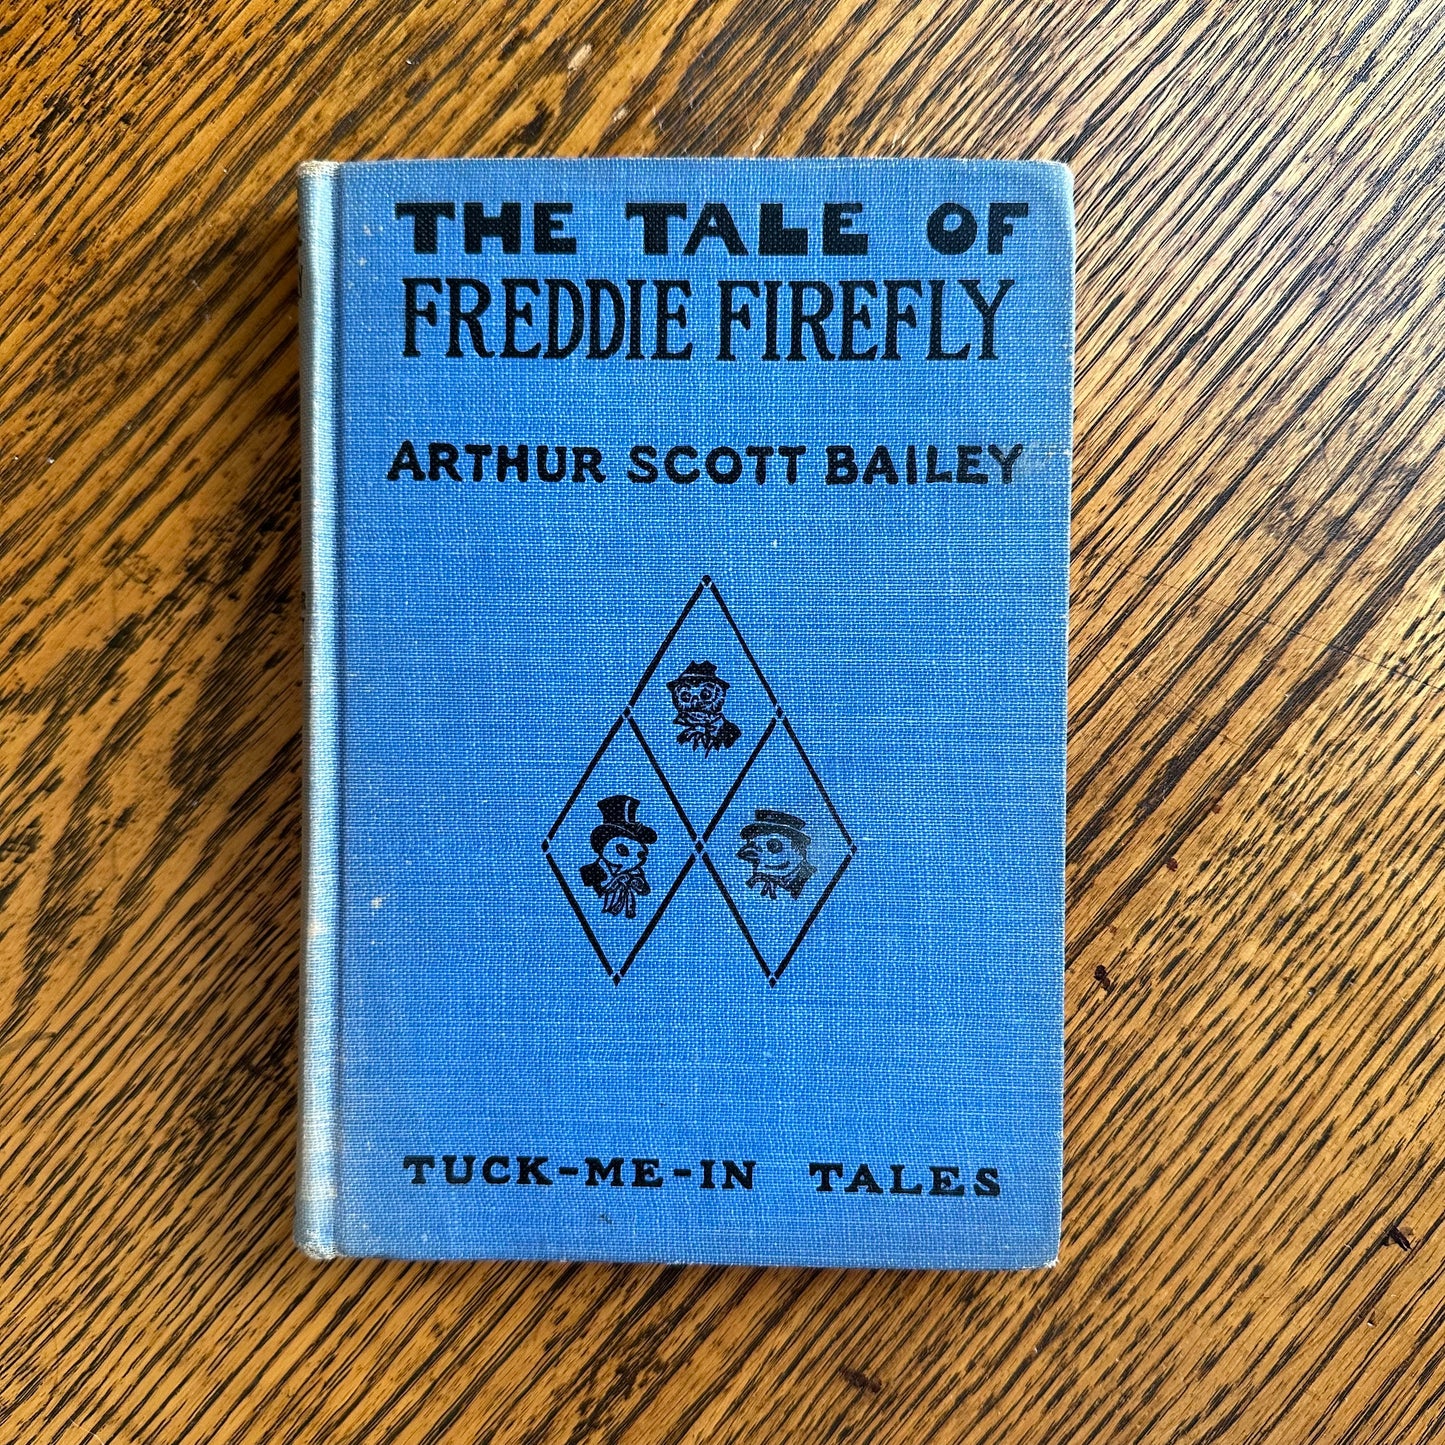 THE TALE OF
FREDDIE FIREFLY
ARTHUR SCOTT BAILEY
TUCK-ME-IN TALES